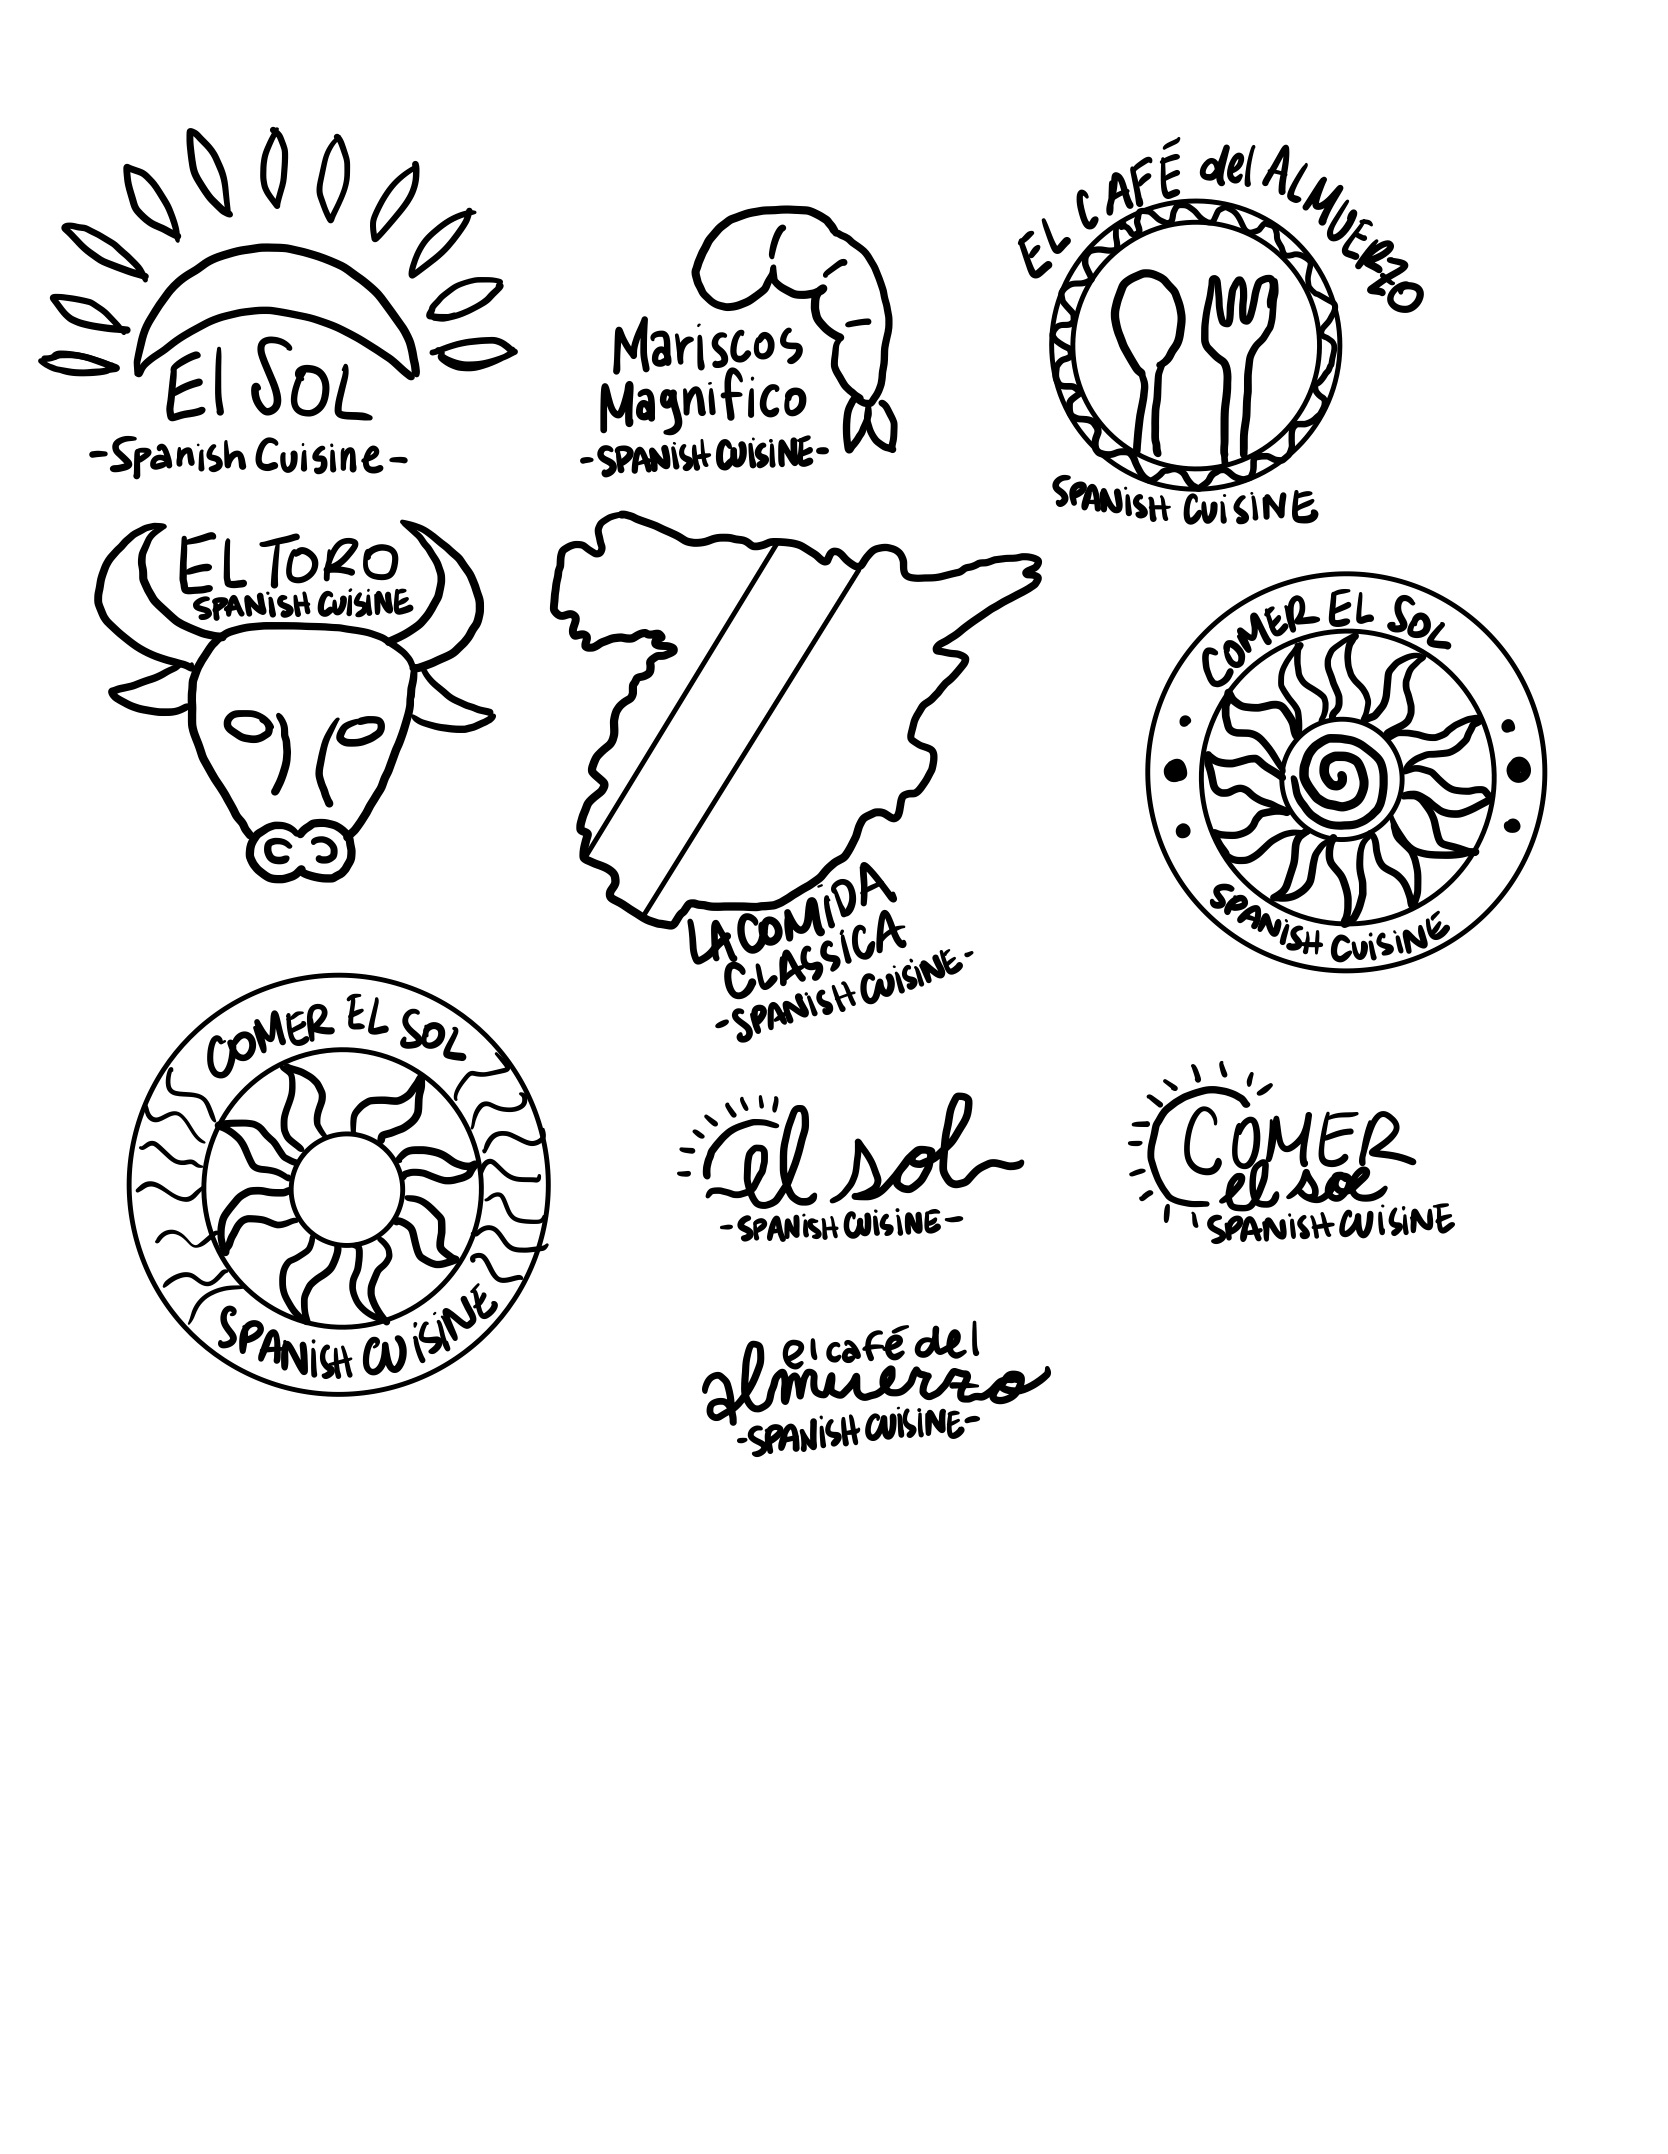 El Sol
-Spanish Cuisine-
Mariscos
Magnifico
-SPANISH CUISINE-
EL CAFÉ del ALMUERZO
SPANISH CUISINE
EL TORO
SPANISH CUISINE
LA COMIDA
CLASSICA
-SPANISH CUISINE-
COMER EL SOL
SPANISH CUISINE
COMER EL SOL
SPANISH CUISINE
el sol
-SPANISH CUISINE-
COMER
el sol
SPANISH CUISINE
el café del
almuerzo
-SPANISH CUISINE-